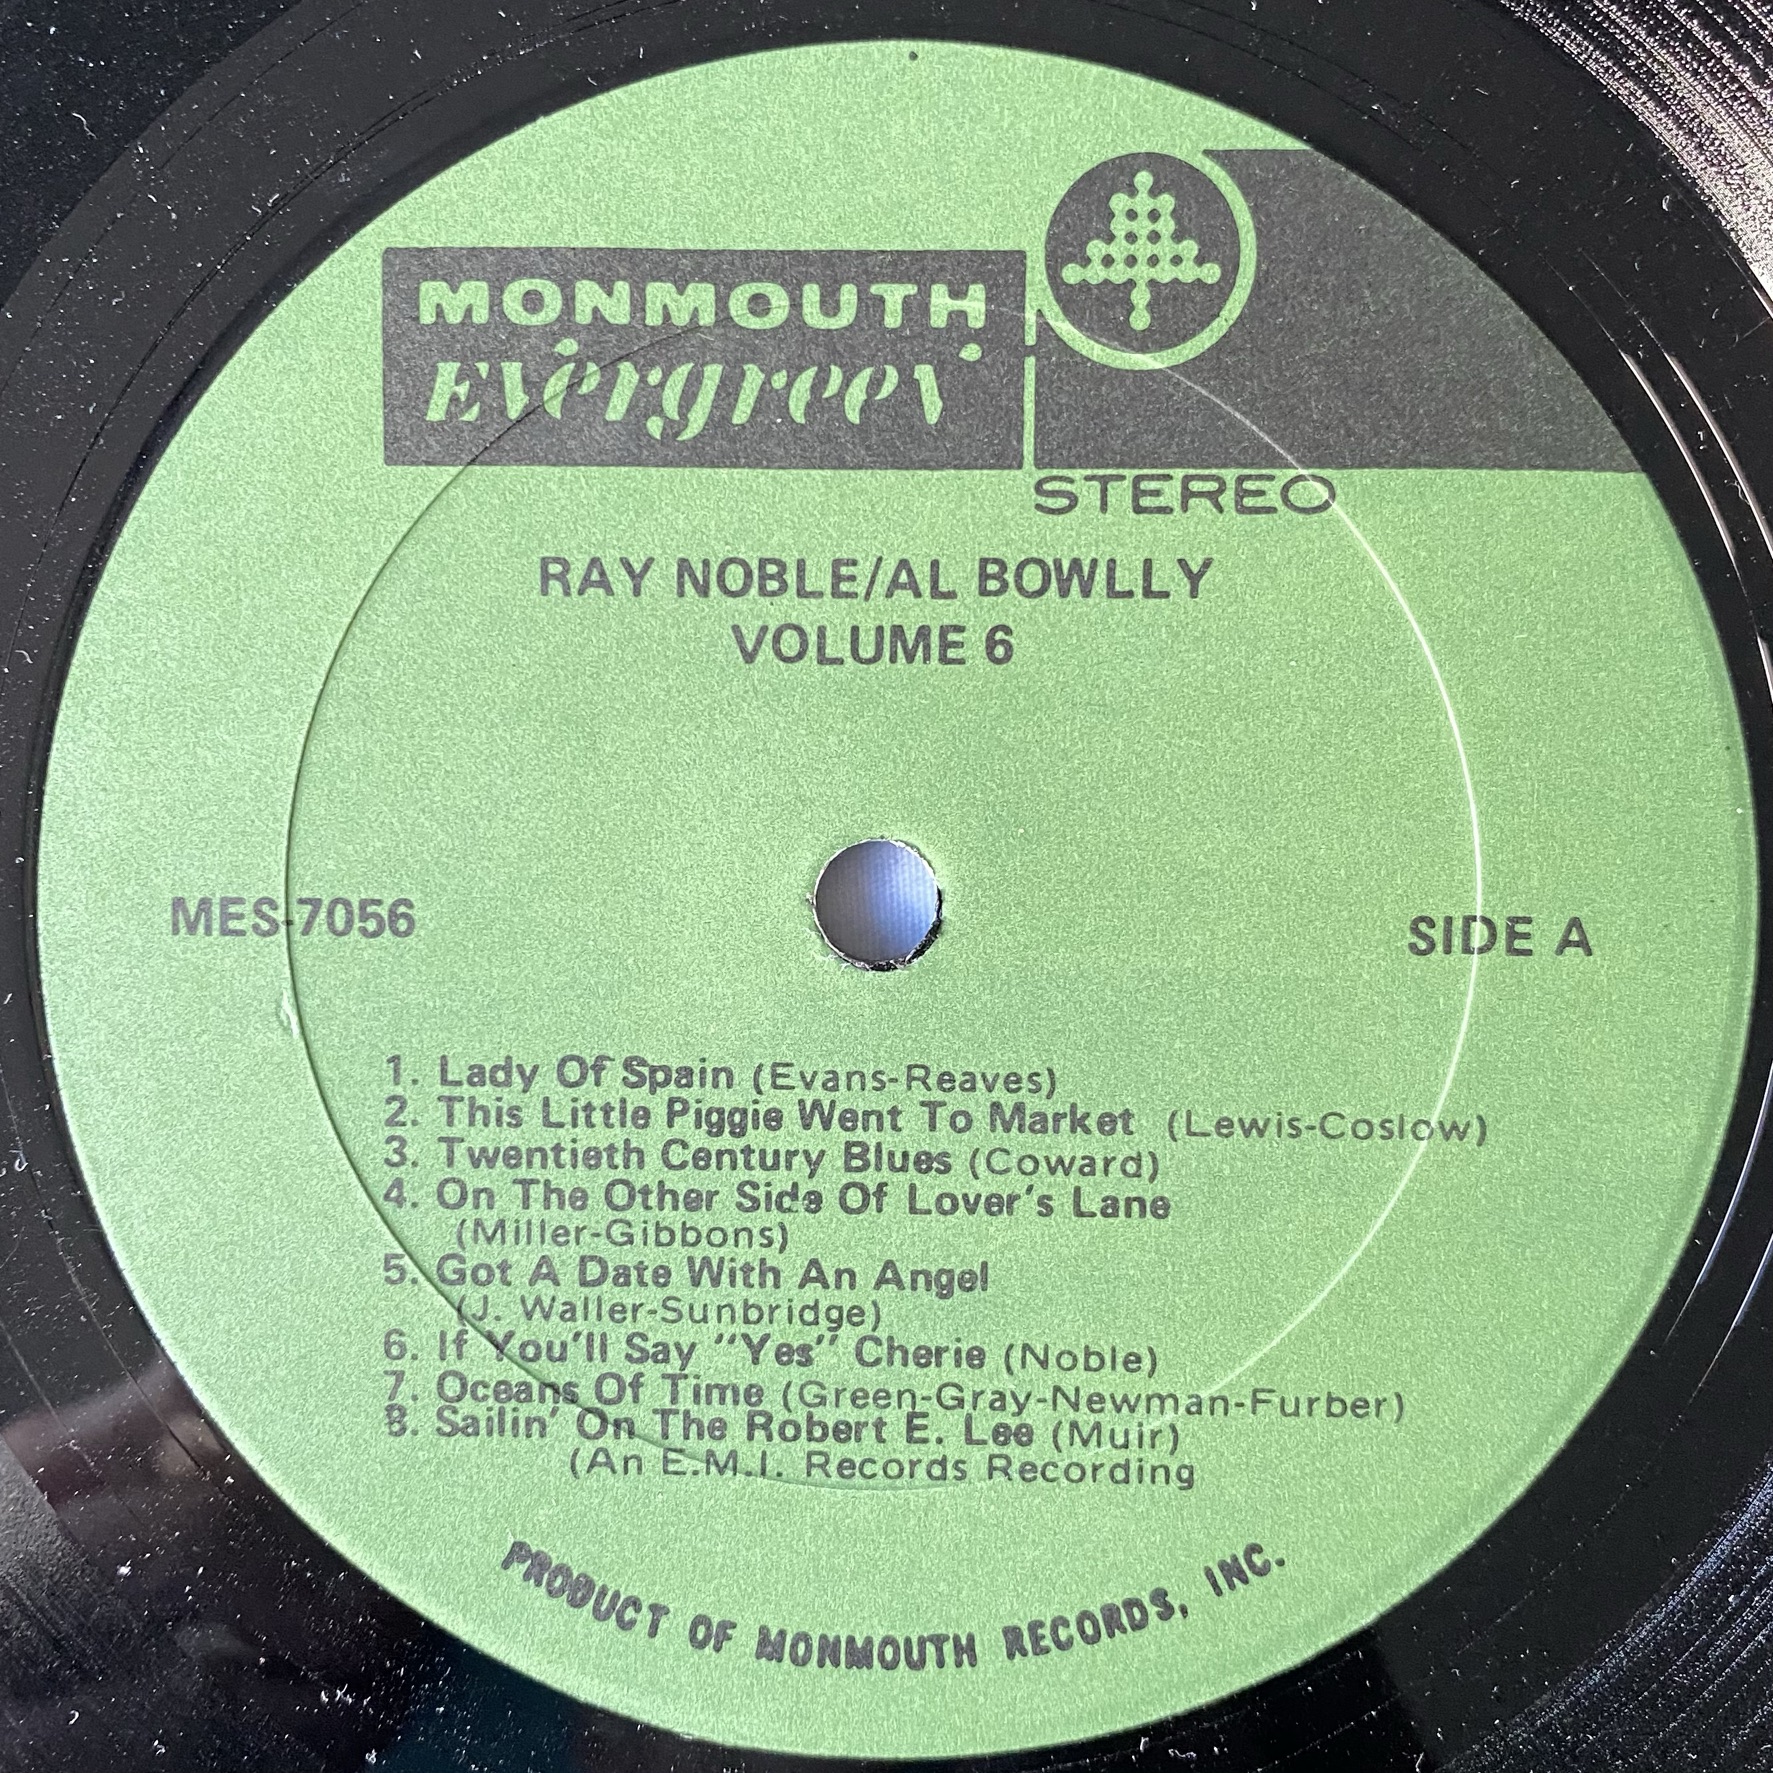 MONMOUTH
Evergreen
STEREO
RAY NOBLE/AL BOWLLY
VOLUME 6
MES-7056
SIDE A
1. Lady Of Spain (Evans-Reaves)
2. This Little Piggie Went To Market (Lewis-Coslow)
3. Twentieth Century Blues (Coward)
4. On The Other Side Of Lover's Lane
(Miller-Gibbons)
5. Got A Date With An Angel
(J. Waller-Sunbridge)
6. If You'll Say "Yes" Cherie (Noble)
7. Oceans Of Time (Green-Gray-Newman-Furber)
8. Sailin' On The Robert E. Lee (Muir)
(An E.M.I. Records Recording
PRODUCT OF MONMOUTH RECORDS, INC.